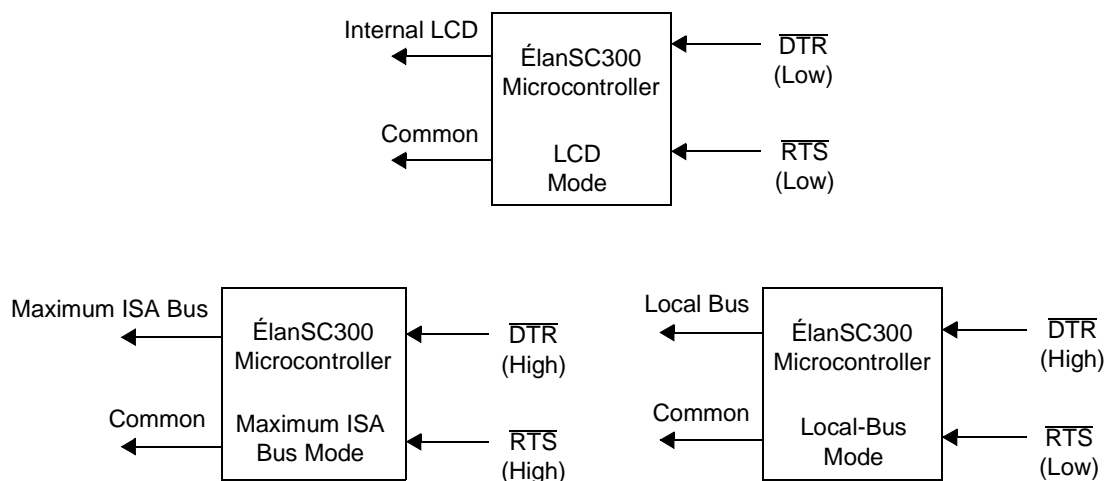 Internal LCD
Common
ÉlanSC300
Microcontroller
LCD
Mode
DTR
(Low)
RTS
(Low)
Maximum ISA Bus
Common
ÉlanSC300
Microcontroller
Maximum ISA
Bus Mode
DTR
(High)
RTS
(High)
Local Bus
Common
ÉlanSC300
Microcontroller
Local-Bus
Mode
DTR
(High)
RTS
(Low)